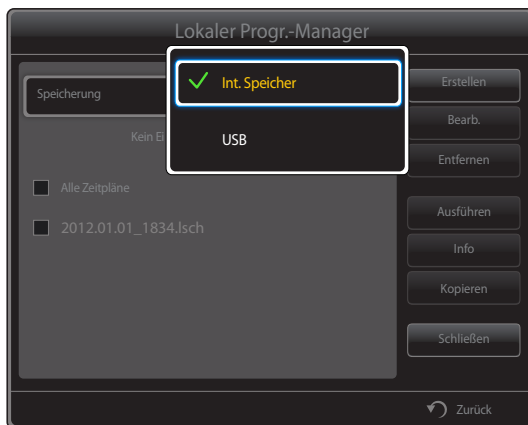 Lokaler Progr.-Manager
Int. Speicher
USB
Speicherung
Kein Ei
Alle Zeitpläne
2012.01.01_1834.lsch
Erstellen
Bearb.
Entfernen
Ausführen
Info
Kopieren
Schließen
Zurück